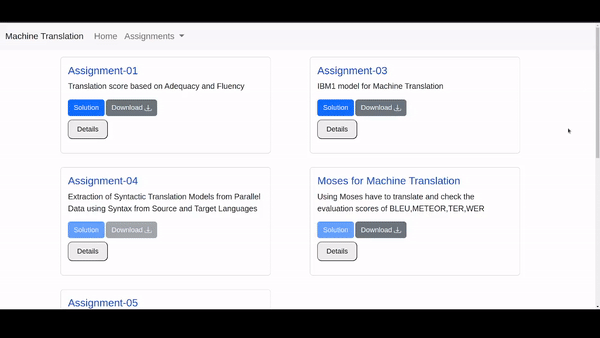 Machine Translation Home Assignments
Assignment-01
Translation score based on Adequacy and Fluency
Solution Download
Details
Assignment-03
IBM1 model for Machine Translation
Solution Download
Details
Assignment-04
Extraction of Syntactic Translation Models from Parallel
Data using Syntax from Source and Target Languages
Solution Download
Details
Moses for Machine Translation
Using Moses have to translate and check the
evaluation scores of BLEU,METEOR,TER,WER
Solution Download
Details
Assignment-05